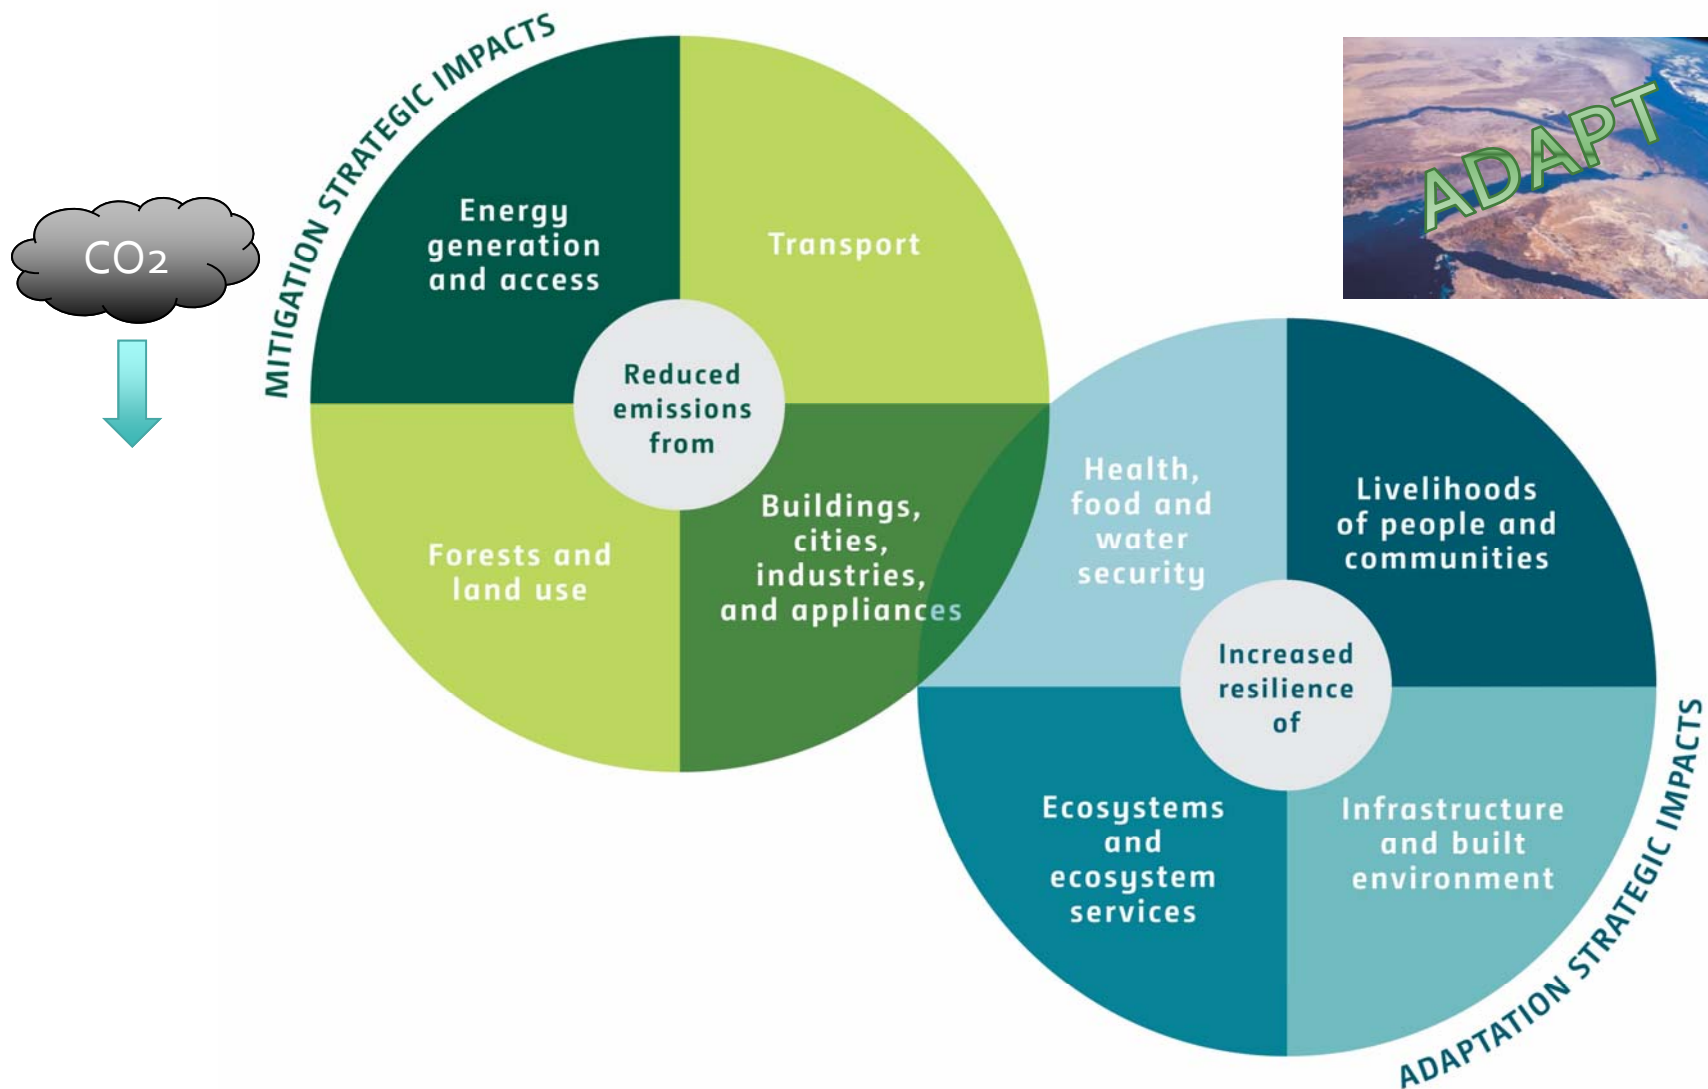 MITIGATION STRATEGIC IMPACTS
CO2
Energy
generation
and access
Transport
Reduced
emissions
from
Forests and
land use
Buildings,
cities,
industries,
and appliances
ADAPT
Health,
food and
water
security
Livelihoods
of people and
communities
Increased
resilience
of
Ecosystems
and
ecosystem
services
Infrastructure
and built
environment
ADAPTATION STRATEGIC IMPACTS